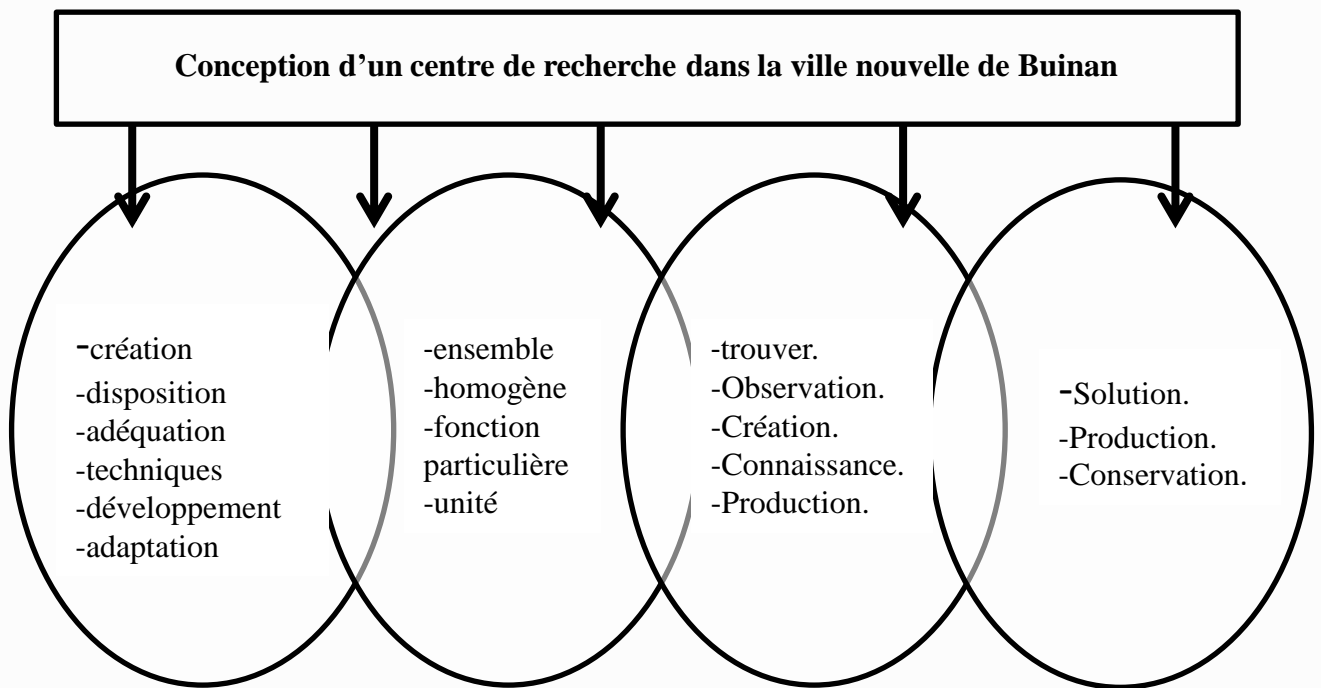 Conception d’un centre de recherche dans la ville nouvelle de Buinan
-création
-disposition
-adéquation
-techniques
-développement
-adaptation
-ensemble
-homogène
-fonction
particulière
-unité
-trouver.
-Observation.
-Création.
-Connaissance.
-Production.
-Solution.
-Production.
-Conservation.